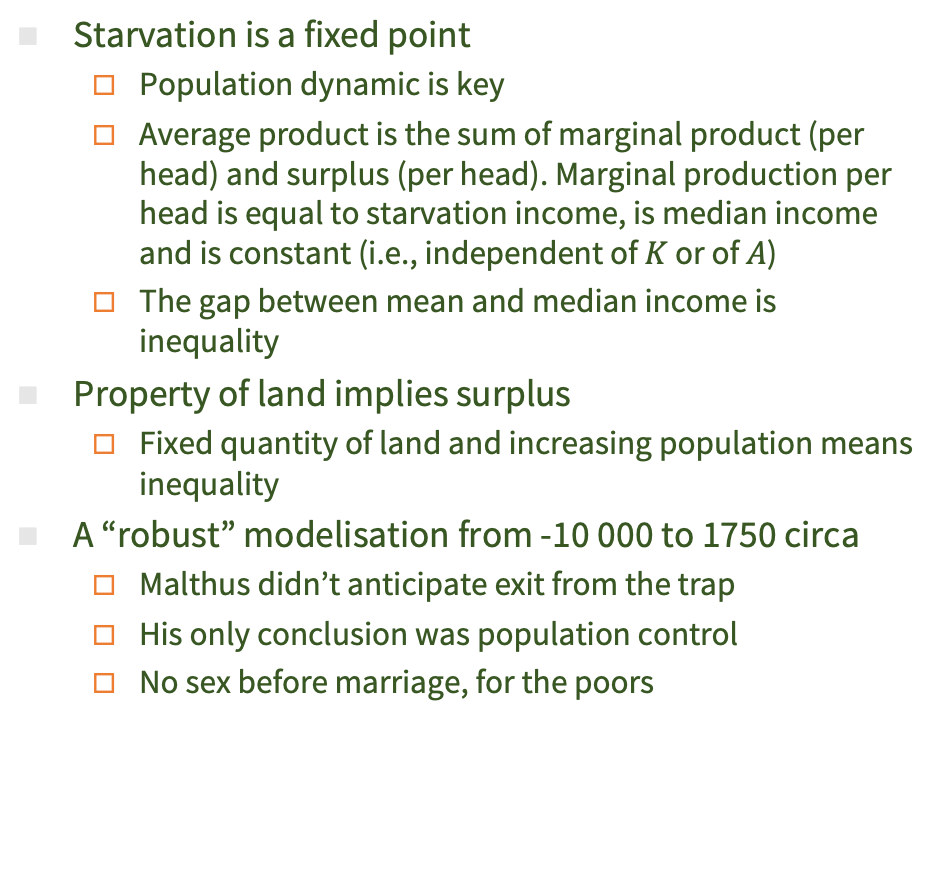 Starvation is a fixed point
Population dynamic is key
Average product is the sum of marginal product (per
head) and surplus (per head). Marginal production per
head is equal to starvation income, is median income
and is constant (i.e., independent of K or of A)
The gap between mean and median income is
inequality
Property of land implies surplus
Fixed quantity of land and increasing population means
inequality
A “robust” modelisation from -10 000 to 1750 circa
Malthus didn’t anticipate exit from the trap
His only conclusion was population control
No sex before marriage, for the poors